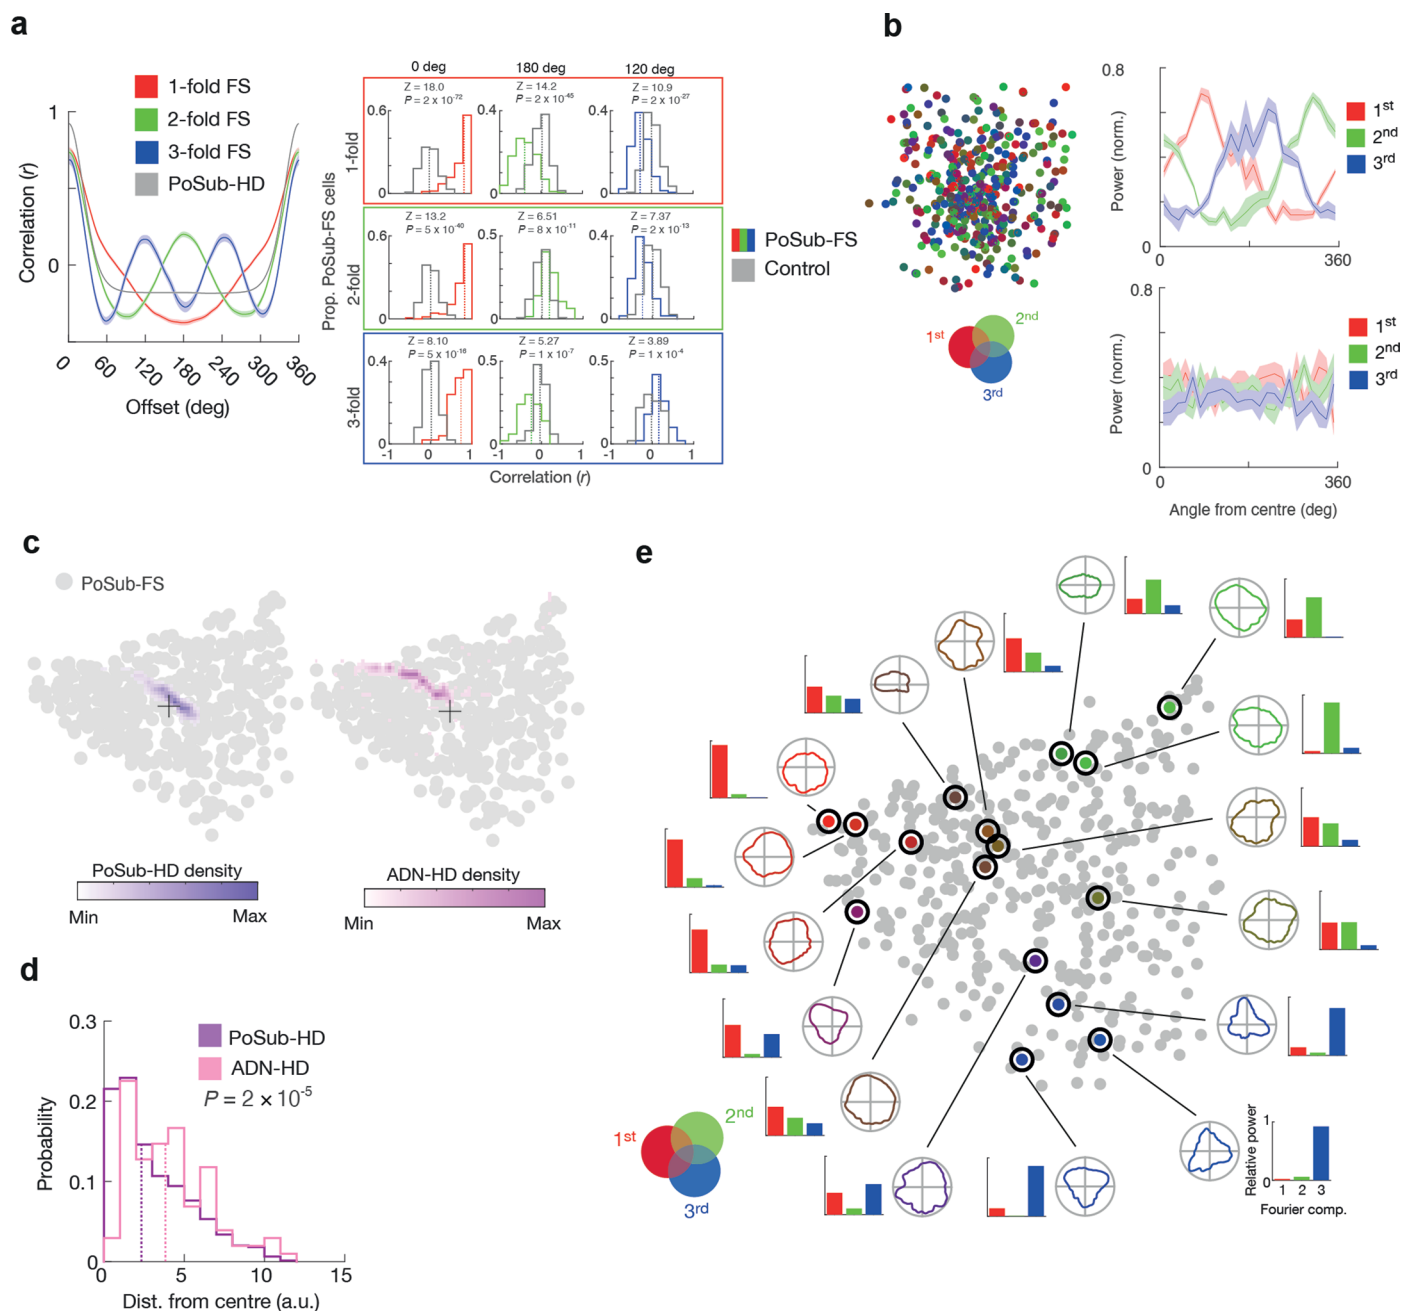 a
1-fold FS
2-fold FS
3-fold FS
PoSub-HD
1
0
Correlation (r)
0
60
120
180
240
300
360
Offset (deg)
0 deg
180 deg
120 deg
Prop. PoSub-FS cells
1-fold
Z = 18.0
P = 2 x 10-72
0.6
0
Z = 14.2
P = 2 x 10-45
0.4
0
Z = 10.9
P = 2 x 10-27
0.4
0
2-fold
Z = 13.2
P = 5 x 10-40
0.6
0
Z = 6.51
P = 8 x 10-11
0.5
0
Z = 7.37
P = 2 x 10-13
0.4
0
3-fold
Z = 8.10
P = 5 x 10-16
0.4
0
Z = 5.27
P = 1 x 10-7
0.5
0
Z = 3.89
P = 1 x 10-4
0.5
0
-1 0 1
-1 0 1
-1 0 1
Correlation (r)
PoSub-FS
Control
b
1st
2nd
3rd
Power (norm.)
0.8
0
0
360
1st
2nd
3rd
Power (norm.)
0.8
0
0
360
1st
2nd
3rd
Angle from centre (deg)
c
PoSub-FS
PoSub-HD density
Min
Max
ADN-HD density
Min
Max
d
Probability
0.3
0.2
0.1
0
PoSub-HD
ADN-HD
P = 2 × 10-5
0
5
10
15
Dist. from centre (a.u.)
e
1st
2nd
3rd
Relative power
1
0
1 2 3
Fourier comp.